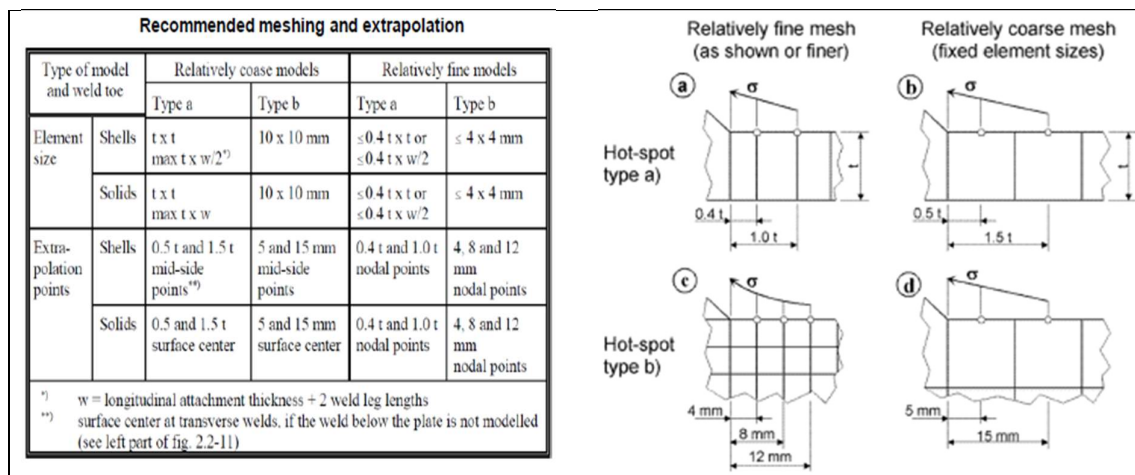 Recommended meshing and extrapolation
Type of model and weld toe
Relatively coase models
Relatively fine models
Type a
Type b
Type a
Type b
Element size
Shells
t x t
max t x w/2*)
10 x 10 mm
≤0.4 t x t or
≤0.4 t x w/2
≤ 4 x 4 mm
Solids
t x t
max t x w
10 x 10 mm
≤0.4 t x t or
≤0.4 t x w/2
≤ 4 x 4 mm
Extra-
polation
points
Shells
0.5 t and 1.5 t
mid-side
points**)
5 and 15 mm
mid-side
points
0.4 t and 1.0 t
nodal points
4, 8 and 12
mm
nodal points
Solids
0.5 and 1.5 t
surface center
5 and 15 mm
surface center
0.4 t and 1.0 t
nodal points
4, 8 and 12
mm
nodal points
*) w = longitudinal attachment thickness + 2 weld leg lengths
**) surface center at transverse welds. if the weld below the plate is not modelled
(see left part of fig. 2.2-11)
Relatively fine mesh
(as shown or finer)
Relatively coarse mesh
(fixed element sizes)
Hot-spot
type a)
a
σ
0.4 t
1.0 t
t
b
σ
0.5 t
1.5 t
t
Hot-spot
type b)
c
σ
4 mm
8 mm
12 mm
d
σ
5 mm
15 mm